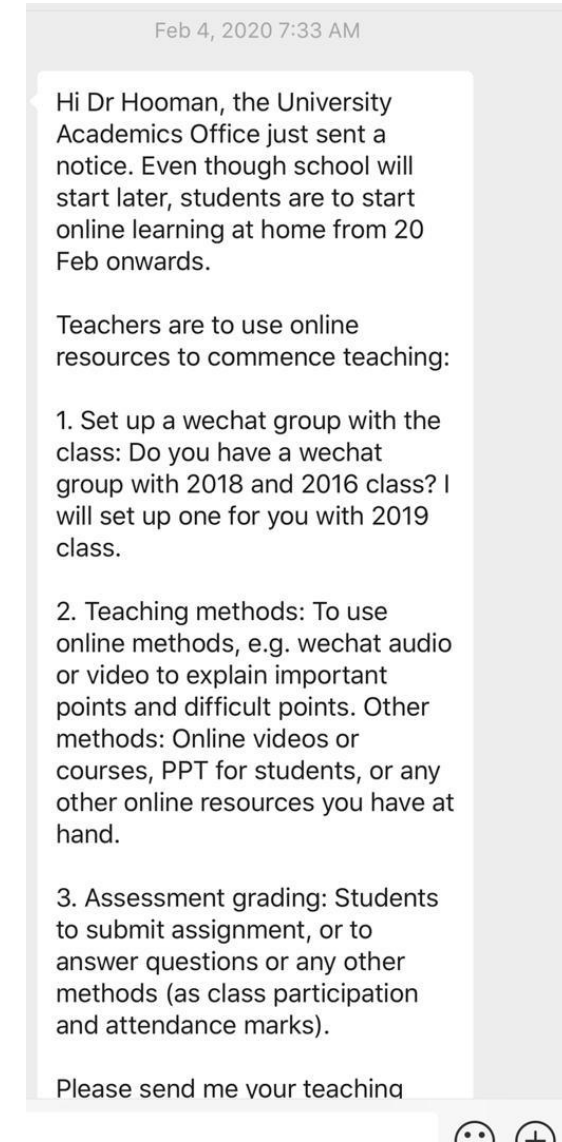 Feb 4, 2020 7:33 AM
Hi Dr Hooman, the University
Academics Office just sent a
notice. Even though school will
start later, students are to start
online learning at home from 20
Feb onwards.
Teachers are to use online
resources to commence teaching:
1. Set up a wechat group with the
class: Do you have a wechat
group with 2018 and 2016 class? I
will set up one for you with 2019
class.
2. Teaching methods: To use
online methods, e.g. wechat audio
or video to explain important
points and difficult points. Other
methods: Online videos or
courses, PPT for students, or any
other online resources you have at
hand.
3. Assessment grading: Students
to submit assignment, or to
answer questions or any other
methods (as class participation
and attendance marks).
Please send me your teaching